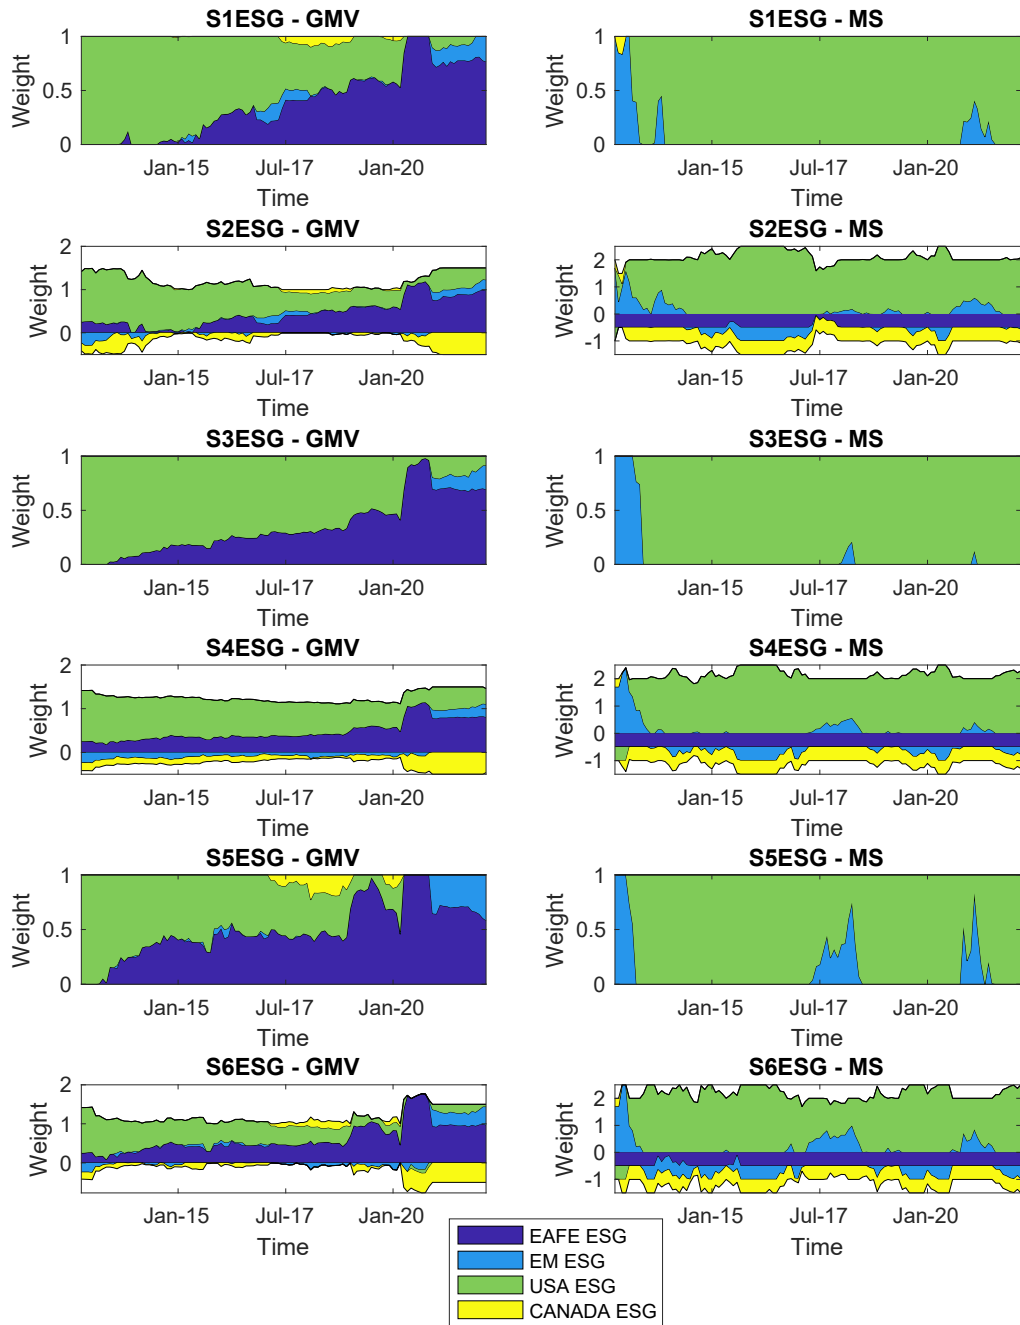 S1ESG - GMV
Weight
1
0.5
0
Jan-15 Jul-17 Jan-20
Time
S1ESG - MS
Weight
1
0.5
0
Jan-15 Jul-17 Jan-20
Time
S2ESG - GMV
Weight
2
1
0
Jan-15 Jul-17 Jan-20
Time
S2ESG - MS
Weight
2
0
-1
Jan-15 Jul-17 Jan-20
Time
S3ESG - GMV
Weight
1
0.5
0
Jan-15 Jul-17 Jan-20
Time
S3ESG - MS
Weight
1
0.5
0
Jan-15 Jul-17 Jan-20
Time
S4ESG - GMV
Weight
2
1
0
Jan-15 Jul-17 Jan-20
Time
S4ESG - MS
Weight
2
0
-1
Jan-15 Jul-17 Jan-20
Time
S5ESG - GMV
Weight
1
0.5
0
Jan-15 Jul-17 Jan-20
Time
S5ESG - MS
Weight
1
0.5
0
Jan-15 Jul-17 Jan-20
Time
S6ESG - GMV
Weight
2
1
0
Jan-15 Jul-17 Jan-20
Time
S6ESG - MS
Weight
2
0
-1
Jan-15 Jul-17 Jan-20
Time
EAFE ESG
EM ESG
USA ESG
CANADA ESG